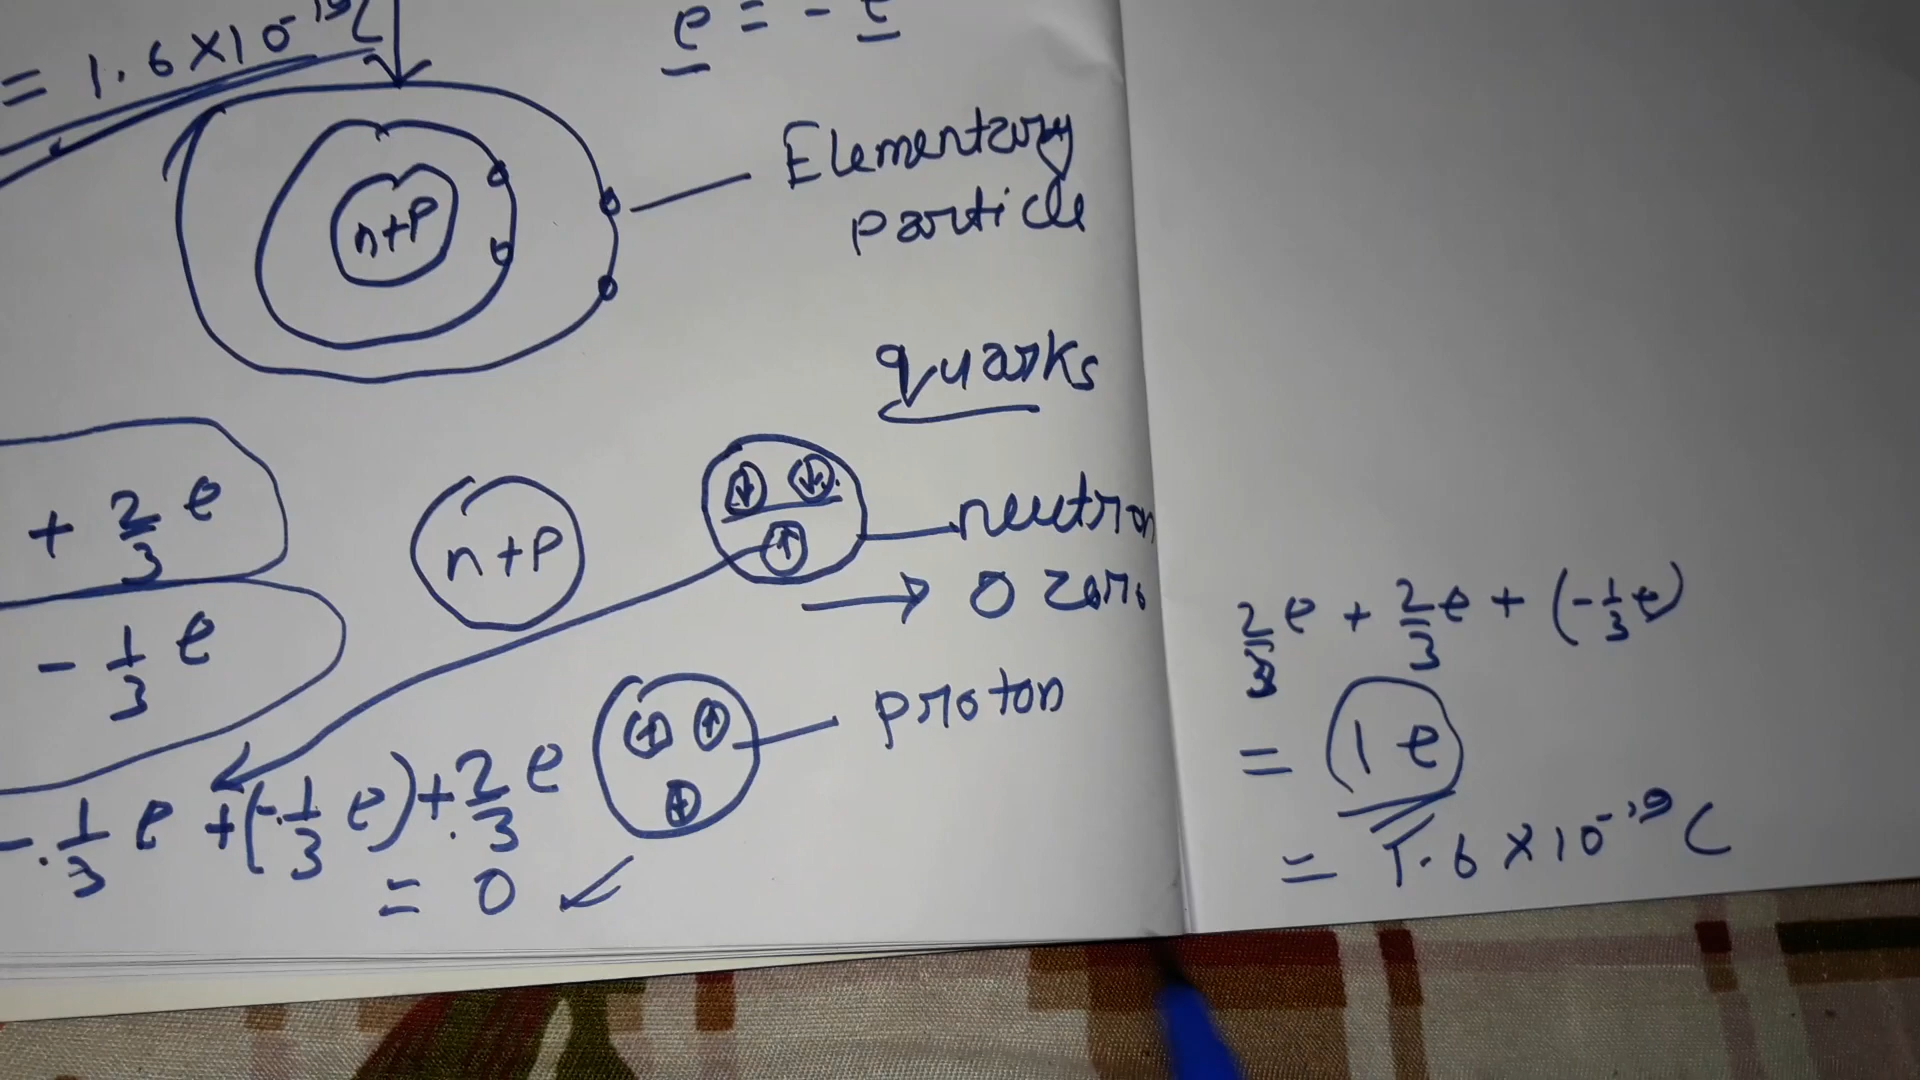 = 1.6 × 10⁻¹⁹ C
e = - e
n+P
Elementary
particle
quarks
+ 2/3 e
- 1/3 e
n+P
↓ ↓
↑
neutron
→ 0 zero
↑ ↑
↓
proton
- 1/3 e + (- 1/3 e) + 2/3 e
= 0
2/3 e + 2/3 e + (- 1/3 e)
= 1 e
= 1.6 × 10⁻¹⁹ C